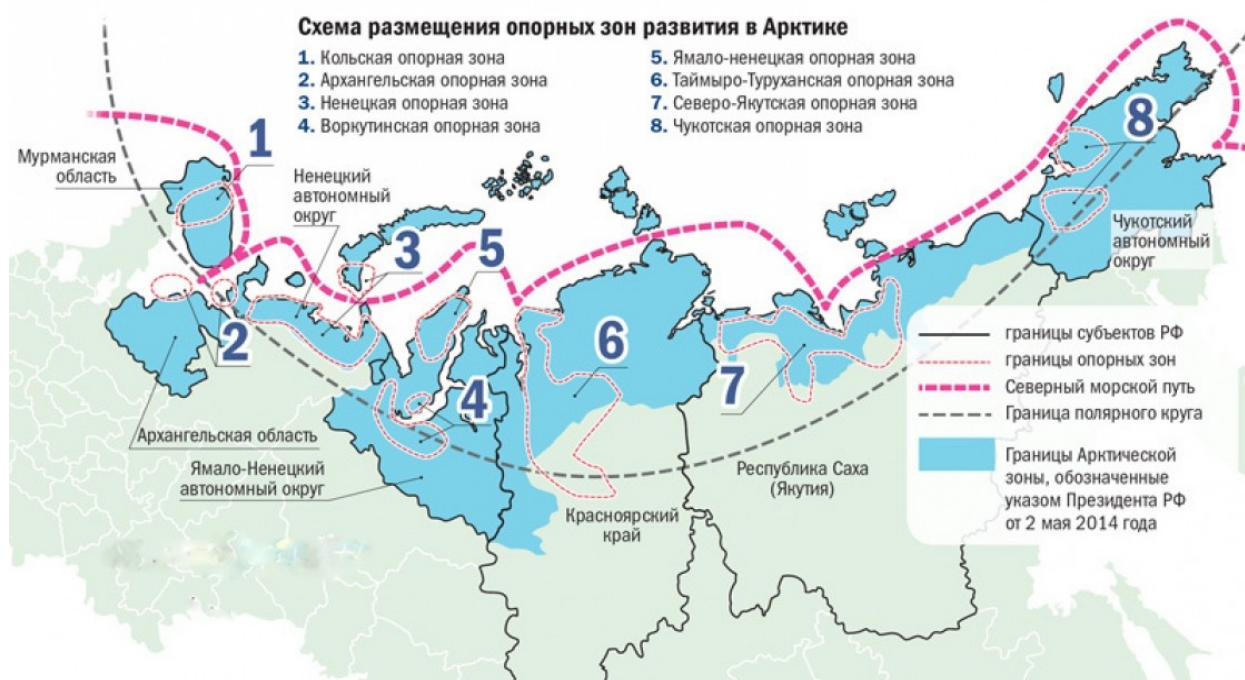 Схема размещения опорных зон развития в Арктике
1. Кольская опорная зона
2. Архангельская опорная зона
3. Ненецкая опорная зона
4. Воркутинская опорная зона
5. Ямало-ненецкая опорная зона
6. Таймыро-Туруханская опорная зона
7. Северо-Якутская опорная зона
8. Чукотская опорная зона
1
Мурманская
область
Ненецкий
автономный
округ
3
5
8
Чукотский
автономный
округ
2
6
7
4
Архангельская область
Ямало-Ненецкий
автономный округ
Красноярский
край
Республика Саха
(Якутия)
границы субъектов РФ
границы опорных зон
Северный морской путь
Граница полярного круга
Границы Арктической
зоны, обозначенные
указом Президента РФ
от 2 мая 2014 года